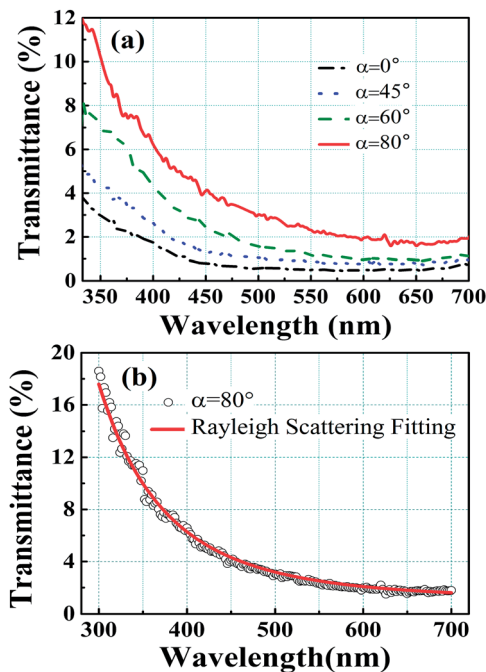 (a)
Transmittance (%)
12
10
8
6
4
2
0
α=0°
α=45°
α=60°
α=80°
350 400 450 500 550 600 650 700
Wavelength (nm)
(b)
Transmittance (%)
20
16
12
8
4
0
α=80°
Rayleigh Scattering Fitting
300 400 500 600 700
Wavelength(nm)